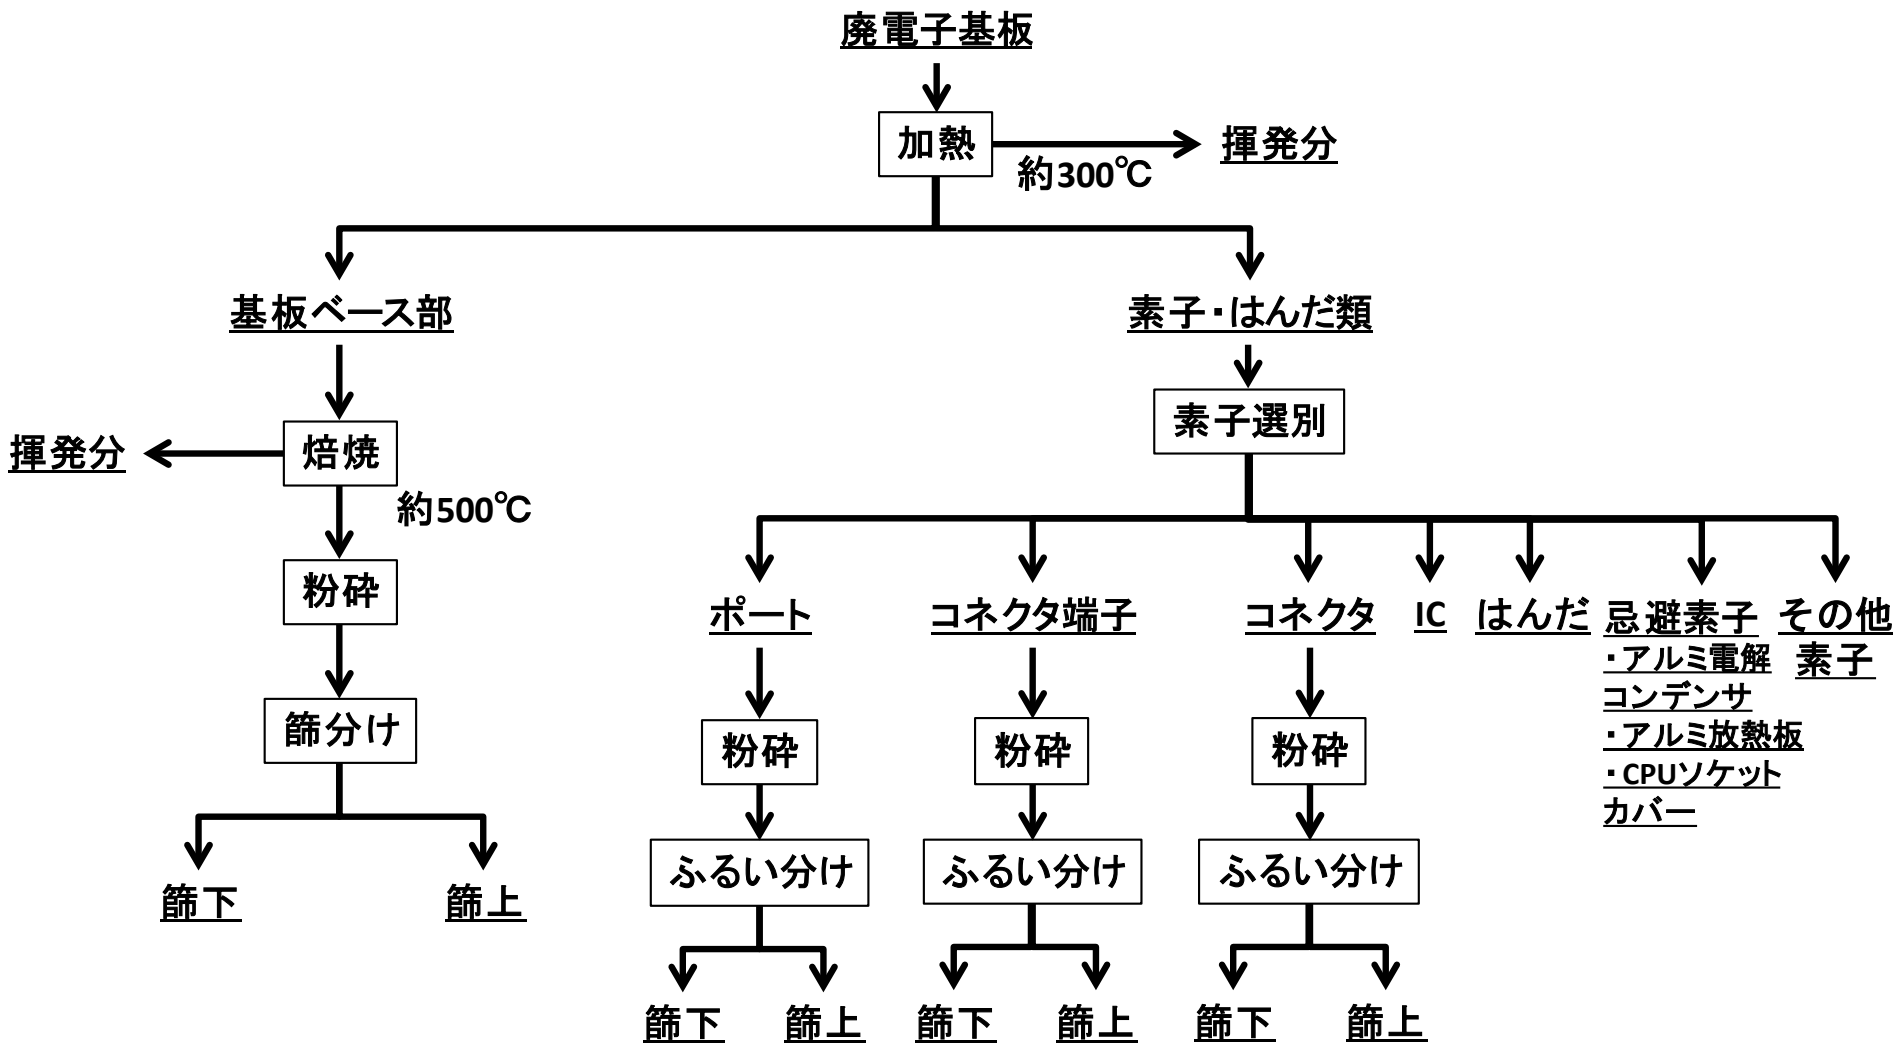 廃電子基板
加熱
揮発分
約300℃
基板ベース部
素子・はんだ類
素子選別
揮発分
焙焼
約500℃
粉砕
篩分け
篩下
篩上
ポート
コネクタ端子
コネクタ
IC
はんだ
忌避素子
・アルミ電解
コンデンサ
・アルミ放熱板
・CPUソケット
カバー
その他
素子
粉砕
粉砕
粉砕
ふるい分け
ふるい分け
ふるい分け
篩下
篩上
篩下
篩上
篩下
篩上